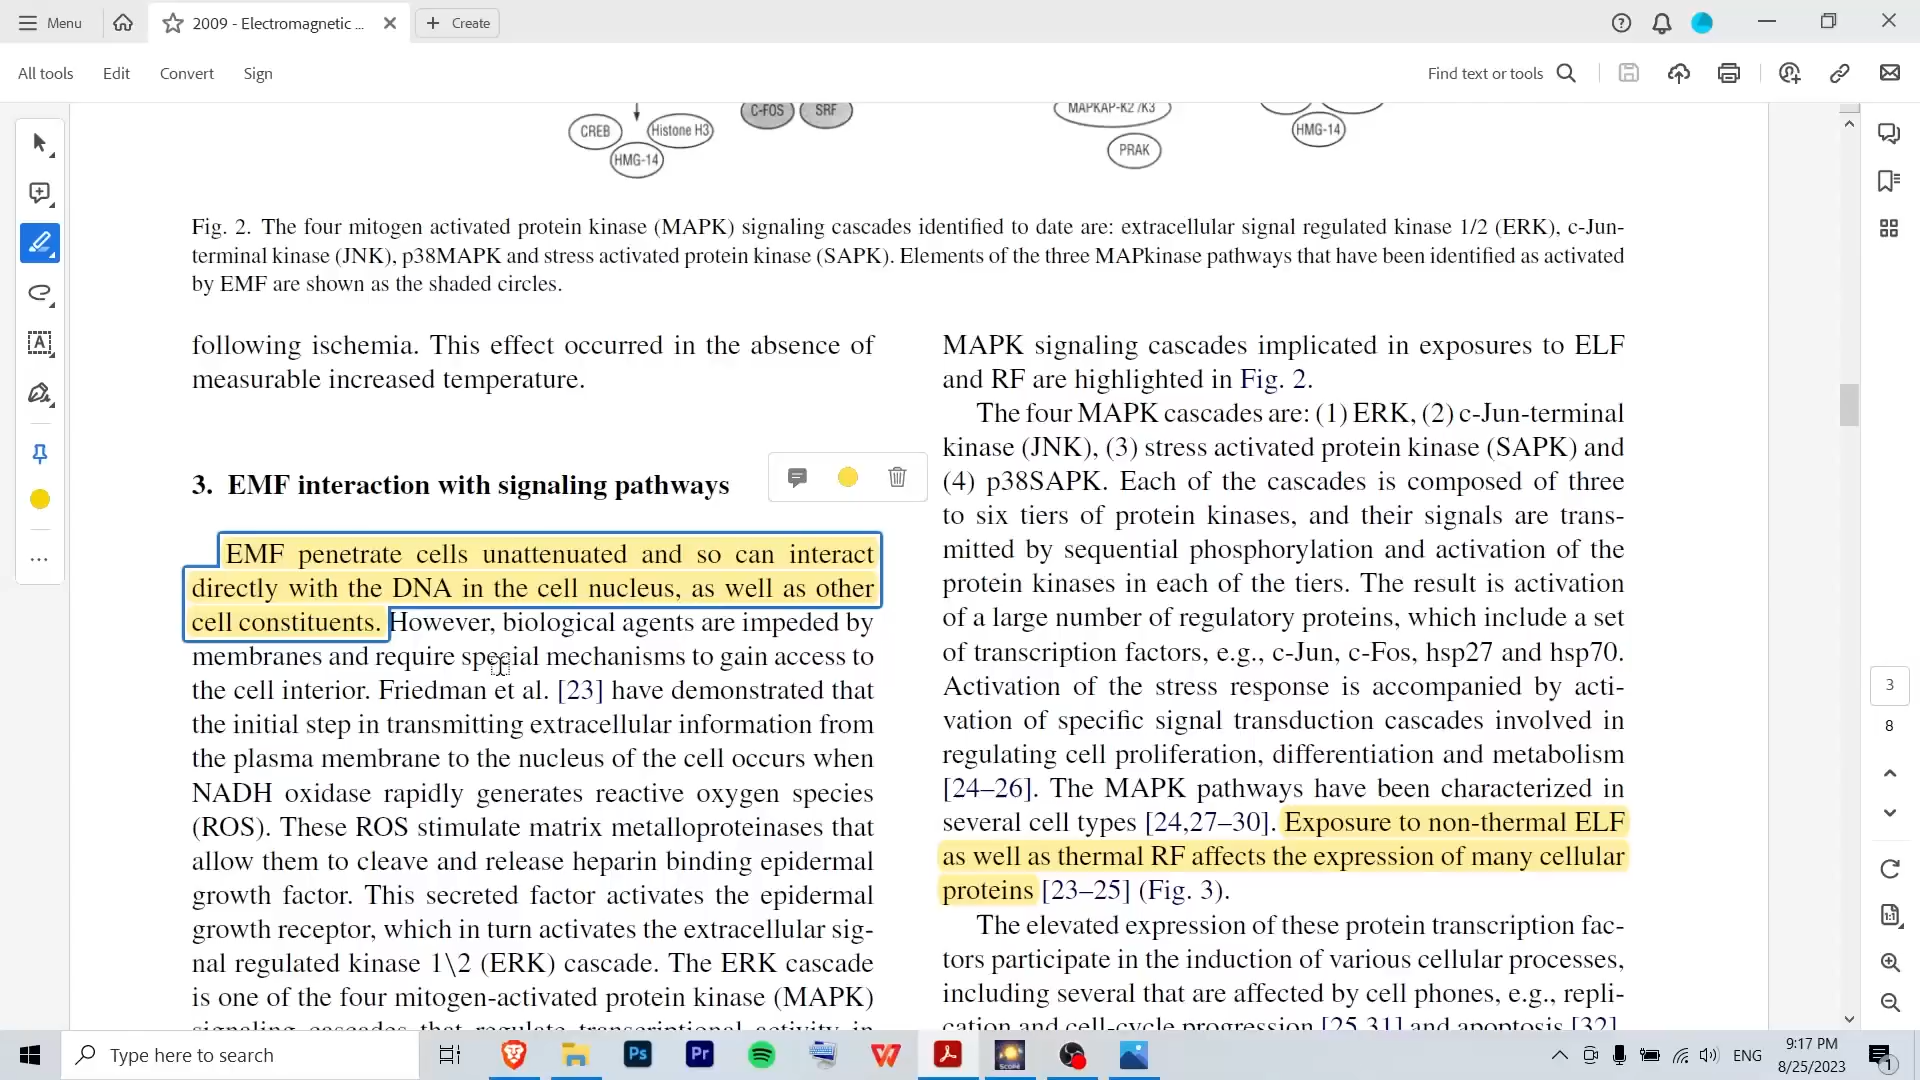 Menu
2009 - Electromagnetic ...
Create
All tools
Edit
Convert
Sign
Find text or tools
C-FOS
SRF
MAPKAP-K2 /K3
CREB
Histone H3
HMG-14
HMG-14
PRAK
Fig. 2. The four mitogen activated protein kinase (MAPK) signaling cascades identified to date are: extracellular signal regulated kinase 1/2 (ERK), c-Jun-
terminal kinase (JNK), p38MAPK and stress activated protein kinase (SAPK). Elements of the three MAPkinase pathways that have been identified as activated
by EMF are shown as the shaded circles.
following ischemia. This effect occurred in the absence of
measurable increased temperature.
3. EMF interaction with signaling pathways
EMF penetrate cells unattenuated and so can interact
directly with the DNA in the cell nucleus, as well as other
cell constituents. However, biological agents are impeded by
membranes and require special mechanisms to gain access to
the cell interior. Friedman et al. [23] have demonstrated that
the initial step in transmitting extracellular information from
the plasma membrane to the nucleus of the cell occurs when
NADH oxidase rapidly generates reactive oxygen species
(ROS). These ROS stimulate matrix metalloproteinases that
allow them to cleave and release heparin binding epidermal
growth factor. This secreted factor activates the epidermal
growth receptor, which in turn activates the extracellular sig-
nal regulated kinase 1\2 (ERK) cascade. The ERK cascade
is one of the four mitogen-activated protein kinase (MAPK)
signaling cascades that regulate transcriptional activity in
MAPK signaling cascades implicated in exposures to ELF
and RF are highlighted in Fig. 2.
The four MAPK cascades are: (1) ERK, (2) c-Jun-terminal
kinase (JNK), (3) stress activated protein kinase (SAPK) and
(4) p38SAPK. Each of the cascades is composed of three
to six tiers of protein kinases, and their signals are trans-
mitted by sequential phosphorylation and activation of the
protein kinases in each of the tiers. The result is activation
of a large number of regulatory proteins, which include a set
of transcription factors, e.g., c-Jun, c-Fos, hsp27 and hsp70.
Activation of the stress response is accompanied by acti-
vation of specific signal transduction cascades involved in
regulating cell proliferation, differentiation and metabolism
[24–26]. The MAPK pathways have been characterized in
several cell types [24,27–30]. Exposure to non-thermal ELF
as well as thermal RF affects the expression of many cellular
proteins [23–25] (Fig. 3).
The elevated expression of these protein transcription fac-
tors participate in the induction of various cellular processes,
including several that are affected by cell phones, e.g., repli-
cation and cell-cycle progression [25,31] and apoptosis [32].
3
8
Type here to search
Ps
Pr
ENG
9:17 PM
8/25/2023
1